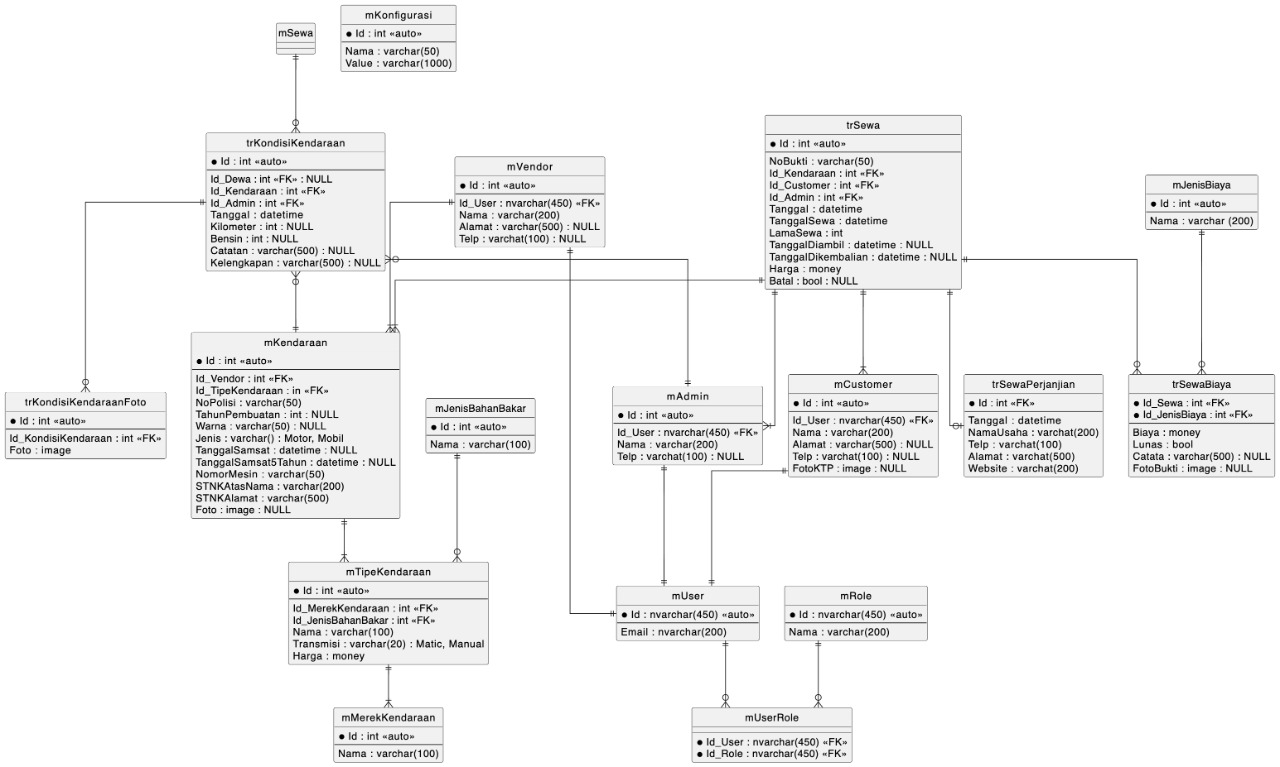 mSewa
mKonfigurasi
● Id : int «auto»
Nama : varchar(50)
Value : varchar(1000)
trKondisiKendaraan
● Id : int «auto»
Id_Dewa : int «FK» : NULL
Id_Kendaraan : int «FK»
Id_Admin : int «FK»
Tanggal : datetime
Kilometer : int : NULL
Bensin : int : NULL
Catatan : varchar(500) : NULL
Kelengkapan : varchar(500) : NULL
mVendor
● Id : int «auto»
Id_User : nvarchar(450) «FK»
Nama : varchar(200)
Alamat : varchar(500) : NULL
Telp : varchat(100) : NULL
trSewa
● Id : int «auto»
NoBukti : varchar(50)
Id_Kendaraan : int «FK»
Id_Customer : int «FK»
Id_Admin : int «FK»
Tanggal : datetime
TanggalSewa : datetime
LamaSewa : int
TanggalDiambil : datetime : NULL
TanggalDikembalian : datetime : NULL
Harga : money
Batal : bool : NULL
mJenisBiaya
● Id : int «auto»
Nama : varchar (200)
mKendaraan
● Id : int «auto»
Id_Vendor : int «FK»
Id_TipeKendaraan : in «FK»
NoPolisi : varchar(50)
TahunPembuatan : int : NULL
Warna : varchar(50) : NULL
Jenis : varchar() : Motor, Mobil
TanggalSamsat : datetime : NULL
TanggalSamsat5Tahun : datetime : NULL
NomorMesin : varchar(50)
STNKAtasNama : varchar(200)
STNKAlamat : varchar(500)
Foto : image : NULL
trKondisiKendaraanFoto
● Id : int «auto»
Id_KondisiKendaraan : int «FK»
Foto : image
mJenisBahanBakar
● Id : int «auto»
Nama : varchar(100)
mAdmin
● Id : int «auto»
Id_User : nvarchar(450) «FK»
Nama : varchar(200)
Telp : varchat(100) : NULL
mCustomer
● Id : int «auto»
Id_User : nvarchar(450) «FK»
Nama : varchar(200)
Alamat : varchar(500) : NULL
Telp : varchat(100) : NULL
FotoKTP : image : NULL
trSewaPerjanjian
● Id : int «FK»
Tanggal : datetime
NamaUsaha : varchat(200)
Telp : varchat(100)
Alamat : varchat(500)
Website : varchat(200)
trSewaBiaya
● Id_Sewa : int «FK»
● Id_JenisBiaya : int «FK»
Biaya : money
Lunas : bool
Catata : varchar(500) : NULL
FotoBukti : image : NULL
mTipeKendaraan
● Id : int «auto»
Id_MerekKendaraan : int «FK»
Id_JenisBahanBakar : int «FK»
Nama : varchar(100)
Transmisi : varchar(20) : Matic, Manual
Harga : money
mUser
● Id : nvarchar(450) «auto»
Email : nvarchar(200)
mRole
● Id : nvarchar(450) «auto»
Nama : varchar(200)
mMerekKendaraan
● Id : int «auto»
Nama : varchar(100)
mUserRole
● Id_User : nvarchar(450) «FK»
● Id_Role : nvarchar(450) «FK»